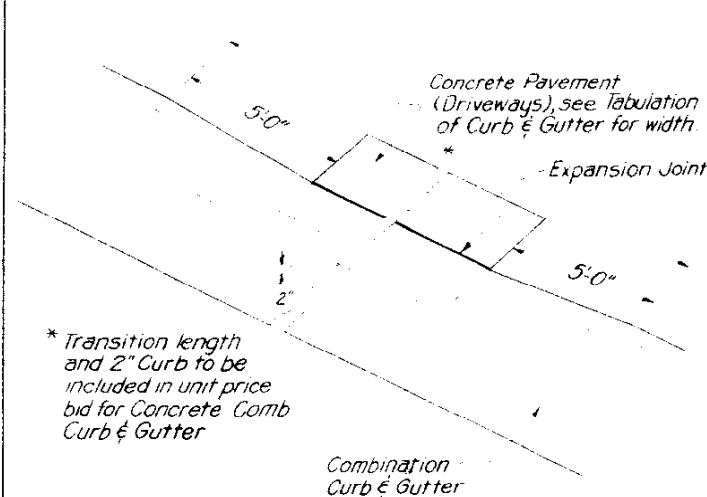 Concrete Pavement
(Driveways), see Tabulation
of Curb & Gutter for width.
*
Expansion Joint
5'-0"
5'-0"
2"
* Transition length
and 2" Curb to be
included in unit price
bid for Concrete Comb
Curb & Gutter
Combination
Curb & Gutter